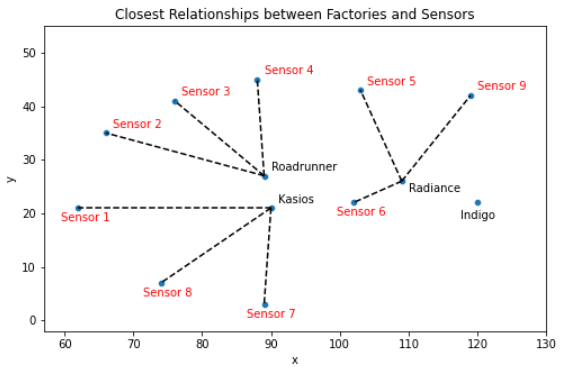 Closest Relationships between Factories and Sensors
50
40
30
20
10
0
y
Sensor 4
Sensor 3
Sensor 5
Sensor 9
Sensor 2
Roadrunner
Radiance
Kasios
Sensor 1
Sensor 6
Indigo
Sensor 8
Sensor 7
60 70 80 90 100 110 120 130
x